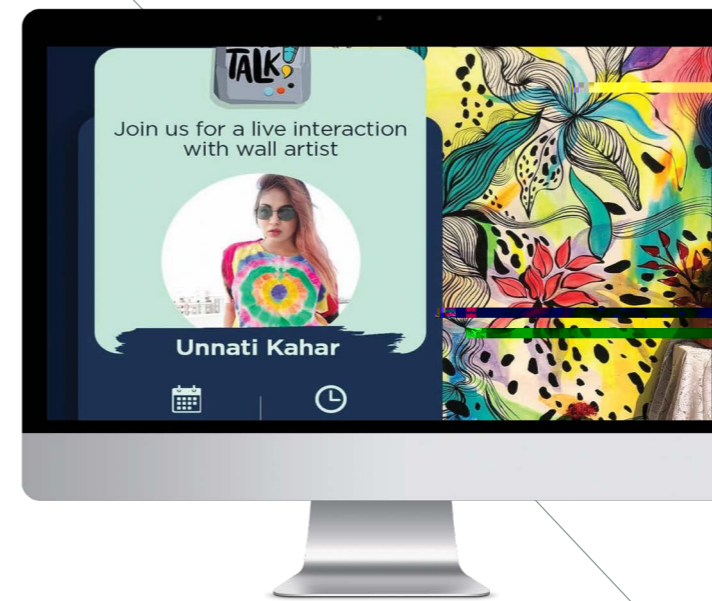 TALK!
Join us for a live interaction
with wall artist
Unnati Kahar